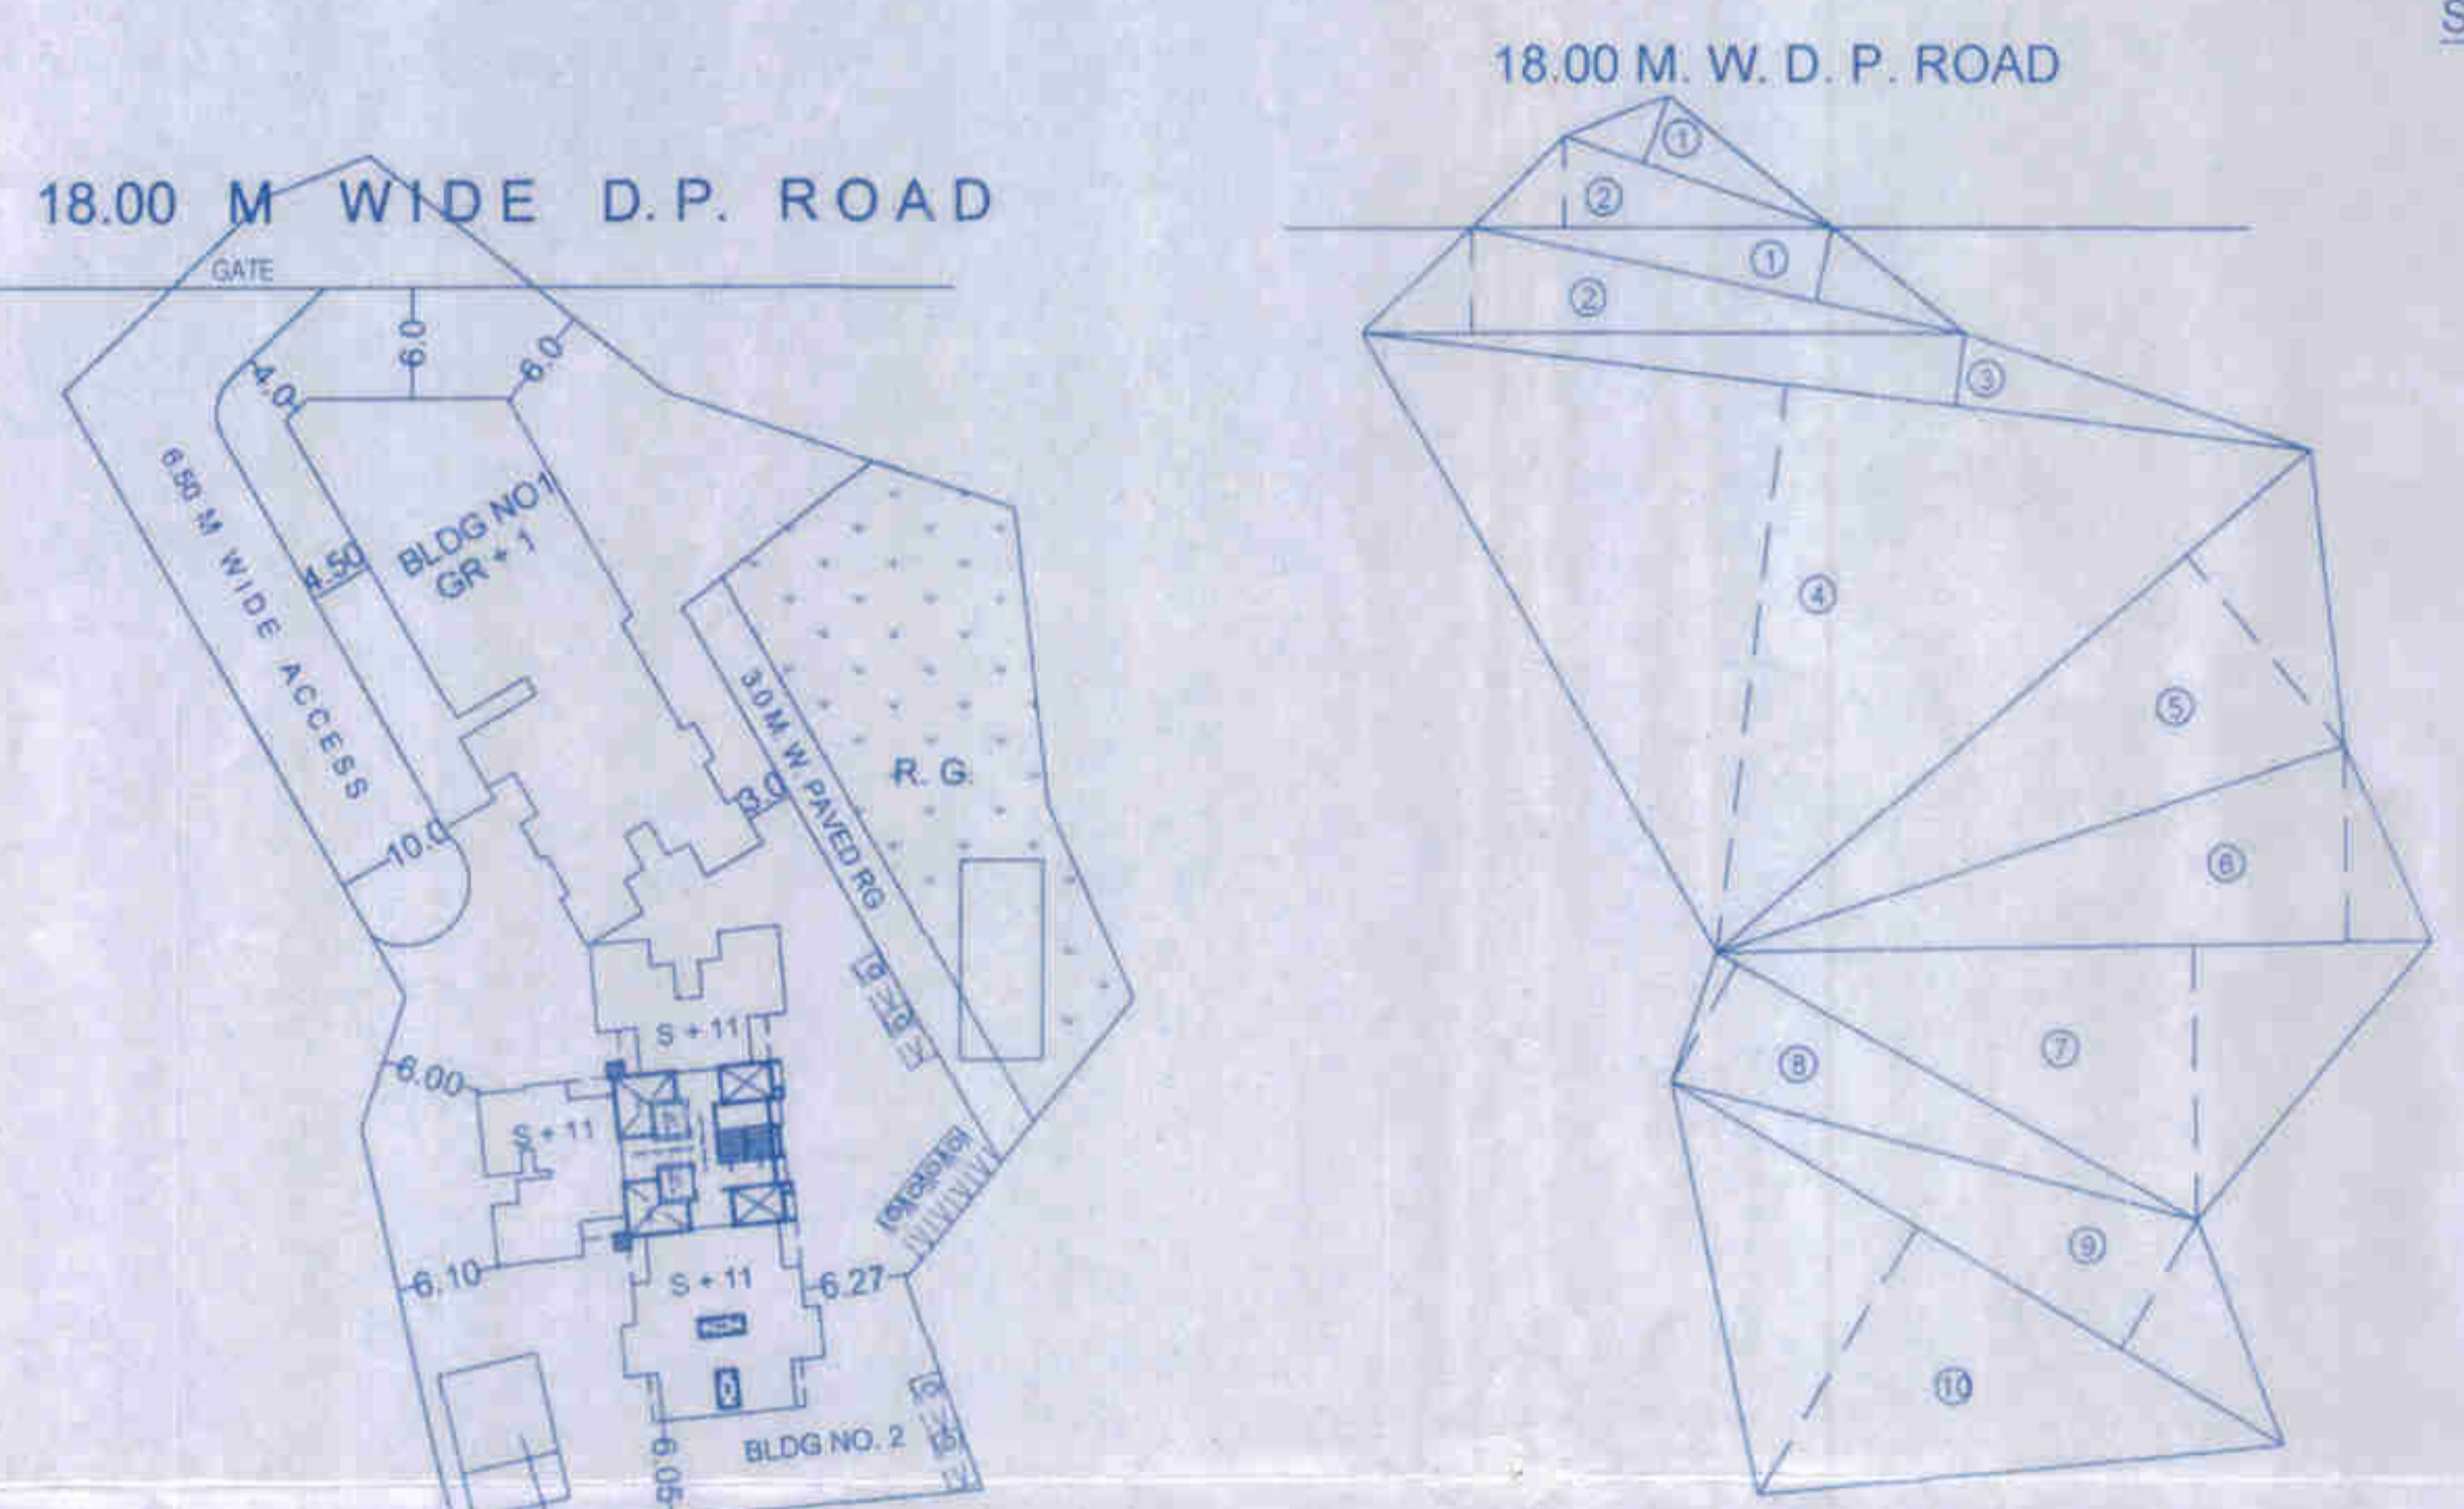 18.00 M WIDE D.P. ROAD
GATE
6.0
6.0
4.0
6.50 M WIDE ACCESS
4.50
BLDG NO1
GR + 1
3.0 M W. PAVED RG
R. G.
3.0
10.0
S + 11
6.00
S + 11
6.10
S + 11
6.27
BLDG NO. 2
6.05
18.00 M. W. D. P. ROAD
S
1
2
1
2
3
4
5
6
7
8
9
10